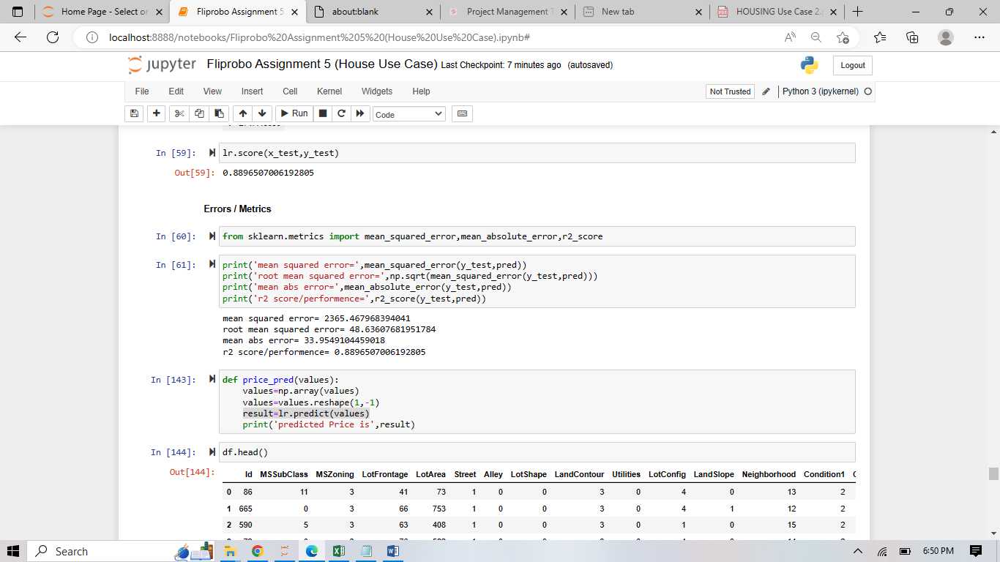 Home Page - Select or
Fliprobo Assignment 5
about:blank
Project Management T
New tab
HOUSING Use Case 2.p
localhost:8888/notebooks/Fliprobo%20Assignment%205%20(House%20Use%20Case).ipynb#
jupyter Fliprobo Assignment 5 (House Use Case) Last Checkpoint: 7 minutes ago (autosaved)
Logout
File Edit View Insert Cell Kernel Widgets Help
Not Trusted Python 3 (ipykernel)
Run Code
In [59]: lr.score(x_test,y_test)
Out[59]: 0.8896507006192805
Errors / Metrics
In [60]: from sklearn.metrics import mean_squared_error,mean_absolute_error,r2_score
In [61]: print('mean squared error=',mean_squared_error(y_test,pred))
print('root mean squared error=',np.sqrt(mean_squared_error(y_test,pred)))
print('mean abs error=',mean_absolute_error(y_test,pred))
print('r2 score/performence=',r2_score(y_test,pred))
mean squared error= 2365.467968394041
root mean squared error= 48.63607681951784
mean abs error= 33.9549104459018
r2 score/performence= 0.8896507006192805
In [143]: def price_pred(values):
values=np.array(values)
values=values.reshape(1,-1)
result=lr.predict(values)
print('predicted Price is',result)
In [144]: df.head()
Out[144]: Id MSSubClass MSZoning LotFrontage LotArea Street Alley LotShape LandContour Utilities LotConfig LandSlope Neighborhood Condition1
0 86 11 3 41 73 1 0 0 3 0 4 0 13 2
1 665 0 3 66 753 1 0 0 3 0 4 1 12 2
2 590 5 3 63 408 1 0 0 3 0 1 0 15 2
Search
6:50 PM